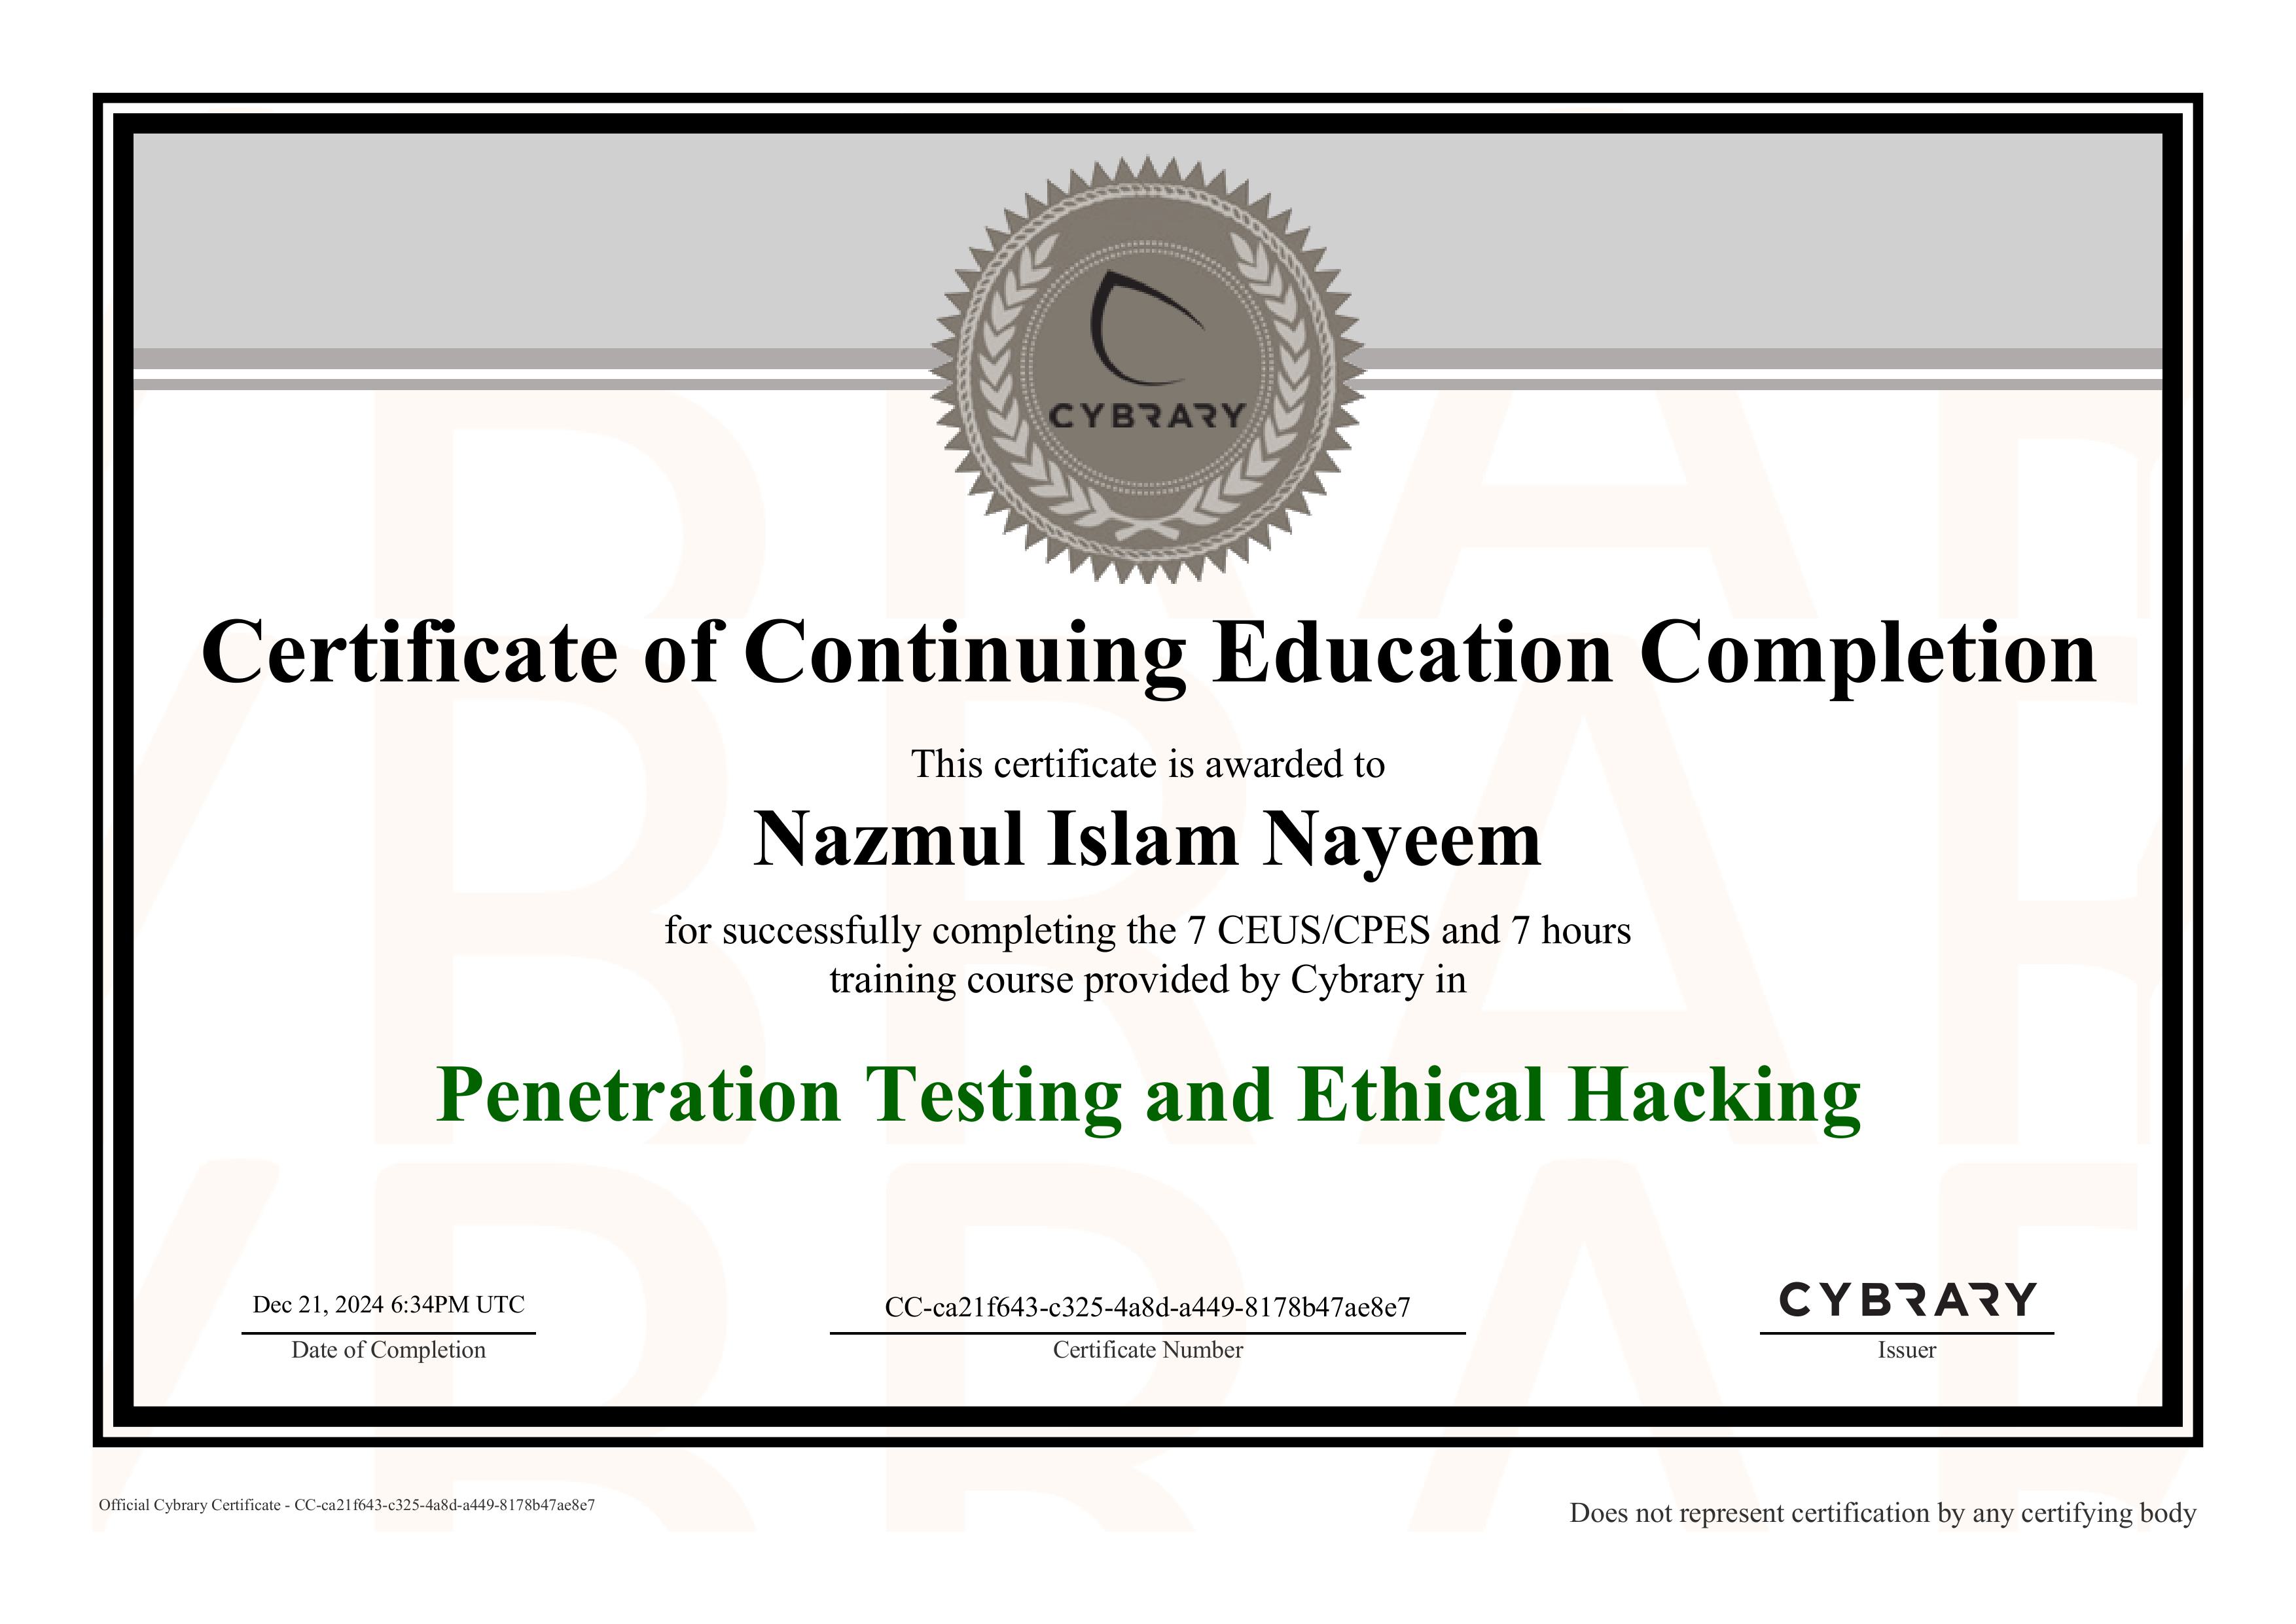 CYBRARY
Certificate of Continuing Education Completion
This certificate is awarded to
Nazmul Islam Nayeem
for successfully completing the 7 CEUS/CPES and 7 hours
training course provided by Cybrary in
Penetration Testing and Ethical Hacking
Dec 21, 2024 6:34PM UTC
Date of Completion
CC-ca21f643-c325-4a8d-a449-8178b47ae8e7
Certificate Number
CYBRARY
Issuer
Official Cybrary Certificate - CC-ca21f643-c325-4a8d-a449-8178b47ae8e7
Does not represent certification by any certifying body